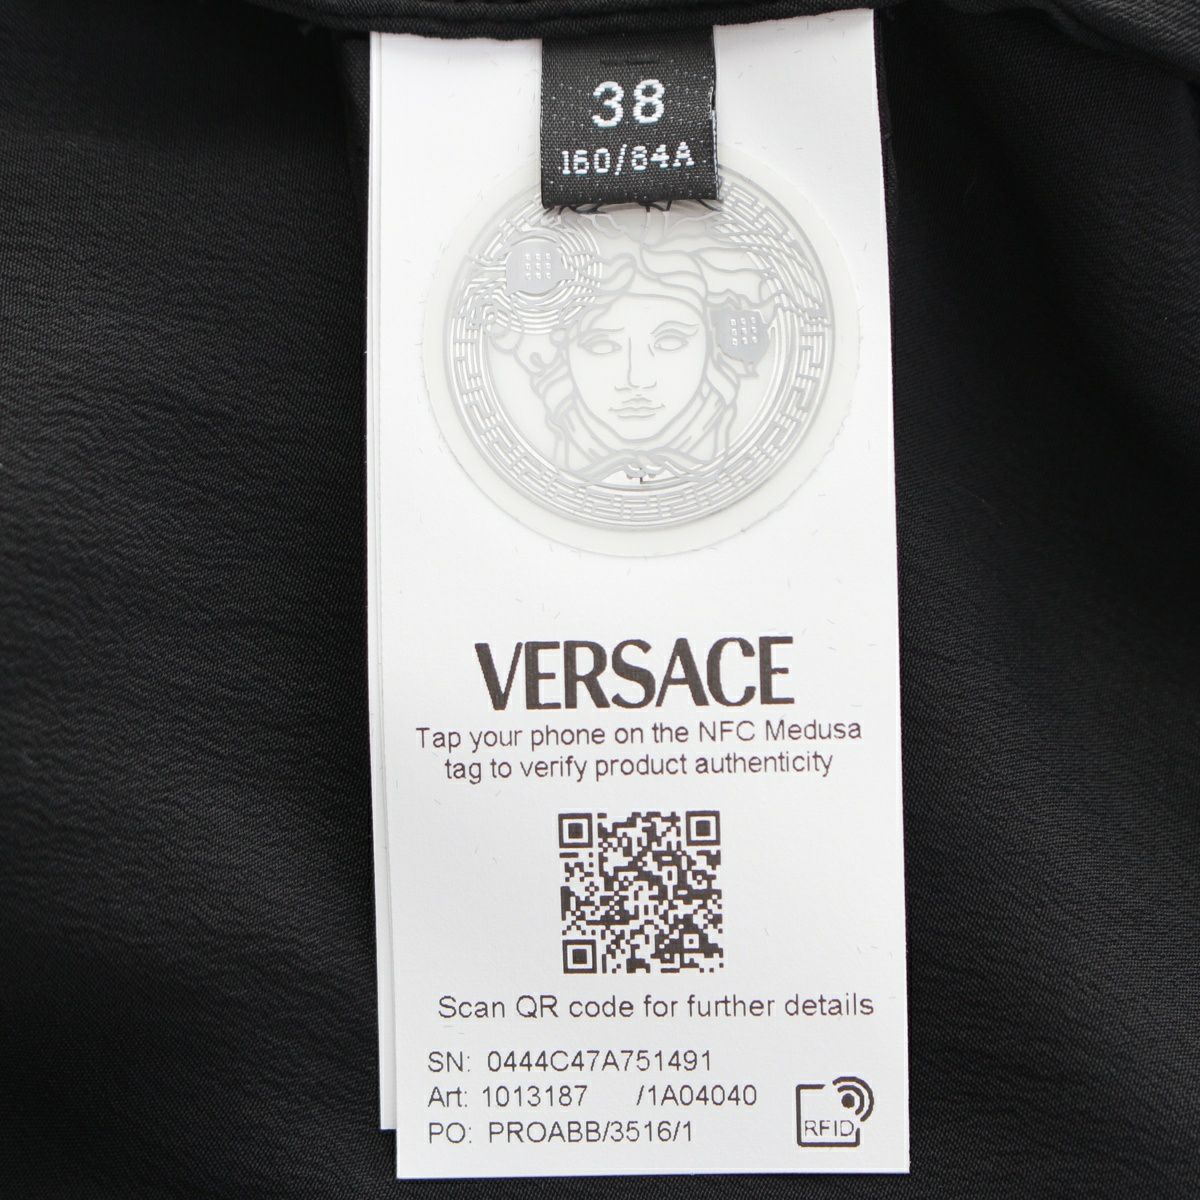 38
160/84A
VERSACE
Tap your phone on the NFC Medusa
tag to verify product authenticity
Scan QR code for further details
SN: 0444C47A751491
Art: 1013187 /1A04040
PO: PROABB/3516/1
RFID